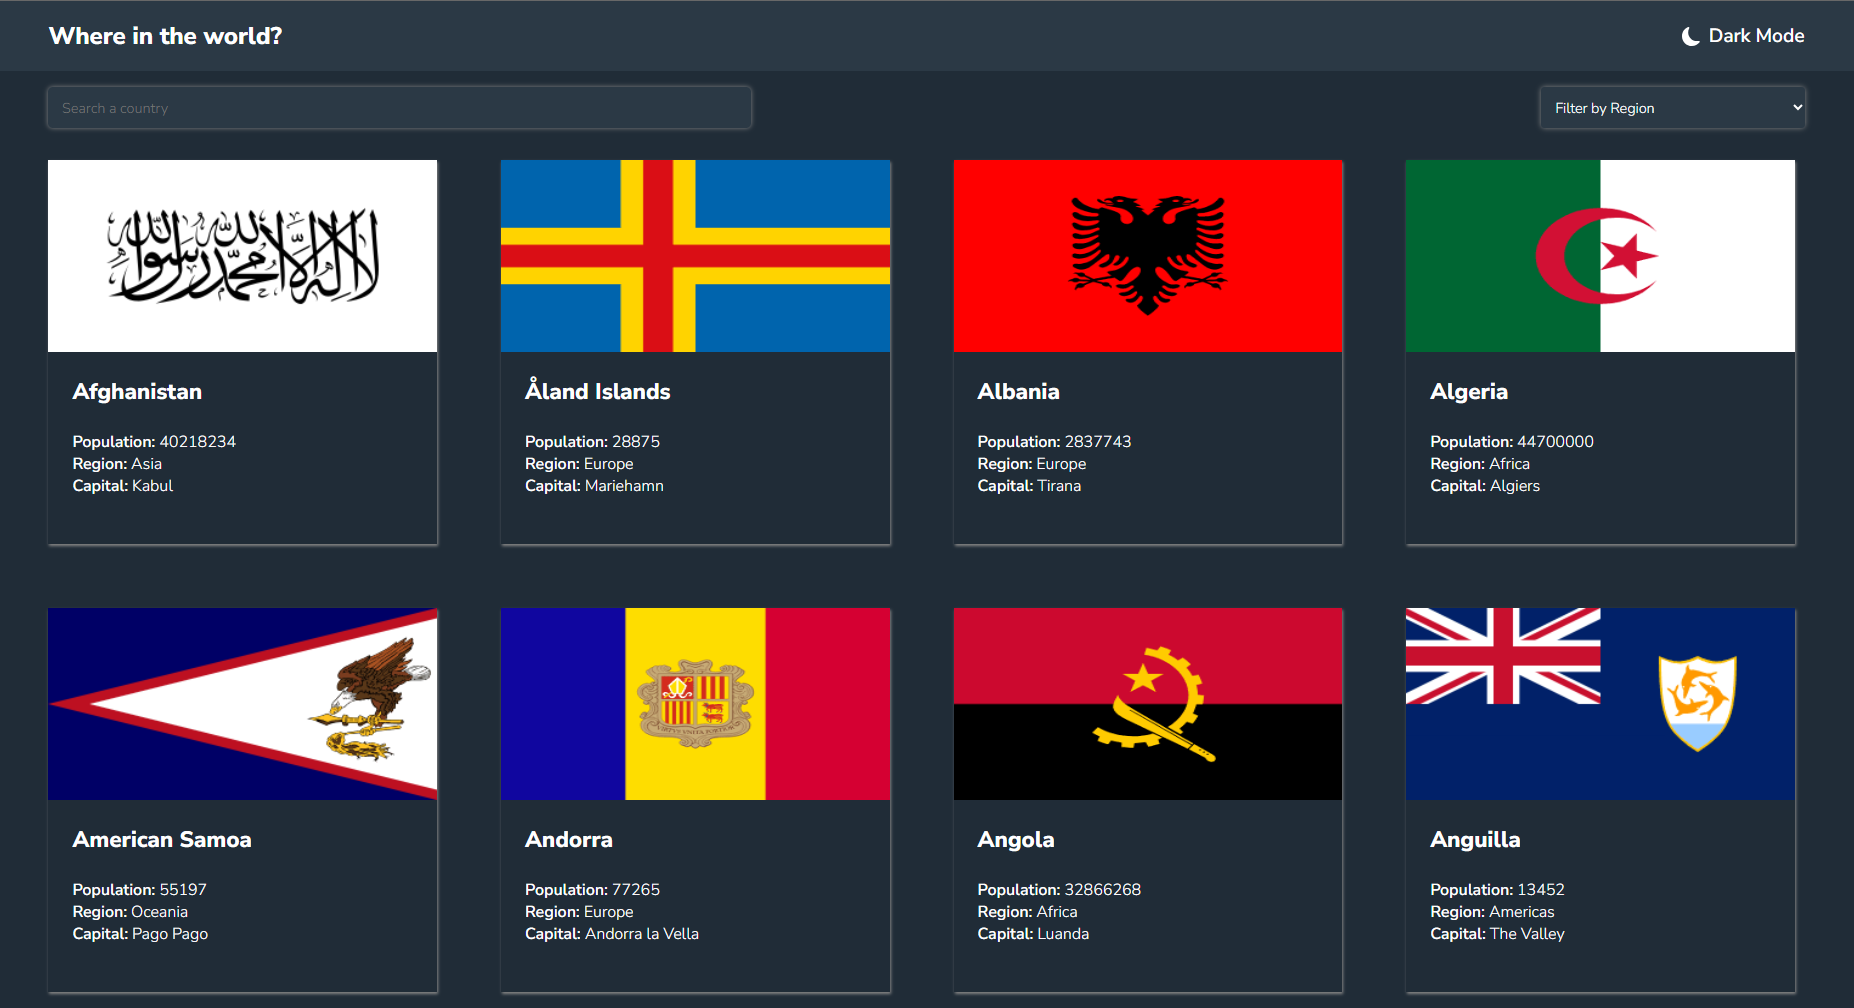 Where in the world?
Dark Mode
Search a country
Filter by Region
لا إله إلا الله محمد رسول الله
Afghanistan
Population: 40218234
Region: Asia
Capital: Kabul
Åland Islands
Population: 28875
Region: Europe
Capital: Mariehamn
Albania
Population: 2837743
Region: Europe
Capital: Tirana
Algeria
Population: 44700000
Region: Africa
Capital: Algiers
American Samoa
Population: 55197
Region: Oceania
Capital: Pago Pago
VIRTVS VNITA FORTIOR
Andorra
Population: 77265
Region: Europe
Capital: Andorra la Vella
Angola
Population: 32866268
Region: Africa
Capital: Luanda
Anguilla
Population: 13452
Region: Americas
Capital: The Valley